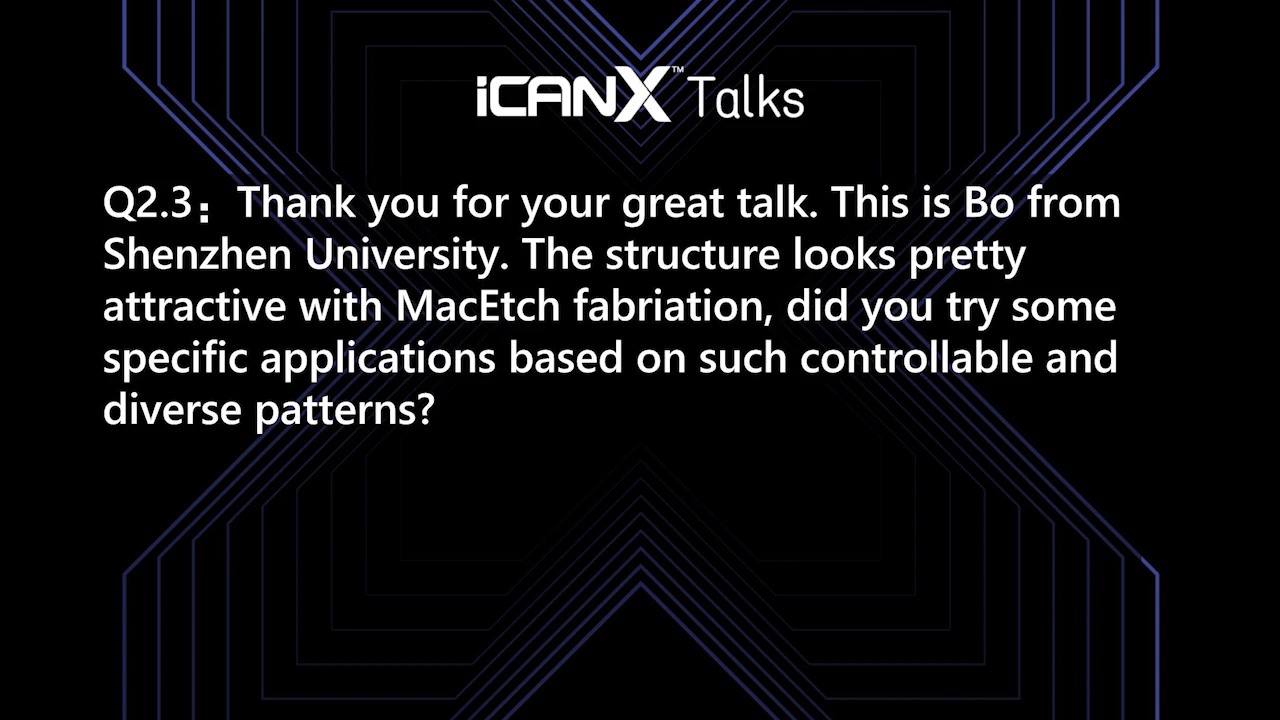 iCANX™ Talks
Q2.3：Thank you for your great talk. This is Bo from
Shenzhen University. The structure looks pretty
attractive with MacEtch fabriation, did you try some
specific applications based on such controllable and
diverse patterns?